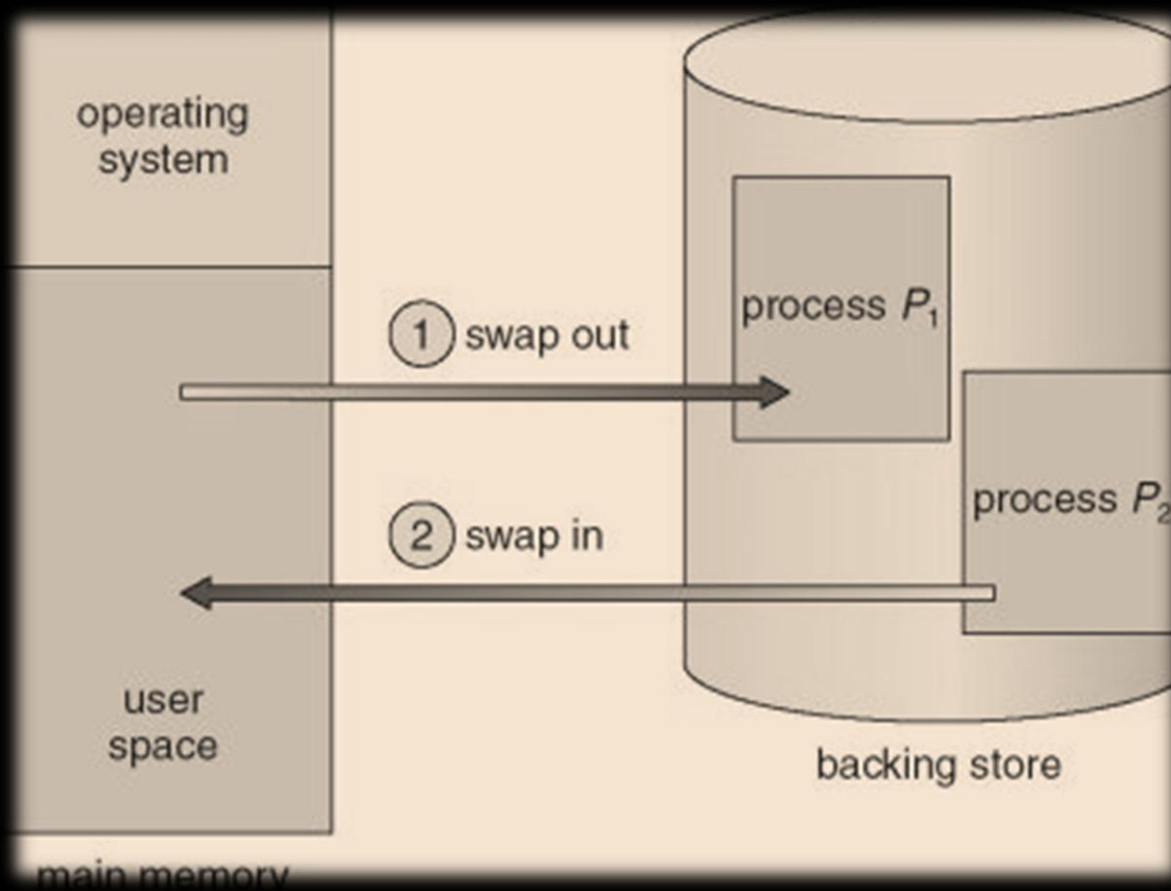 operating
system
1 swap out
process P₁
2 swap in
process P₂
user
space
backing store
main memory